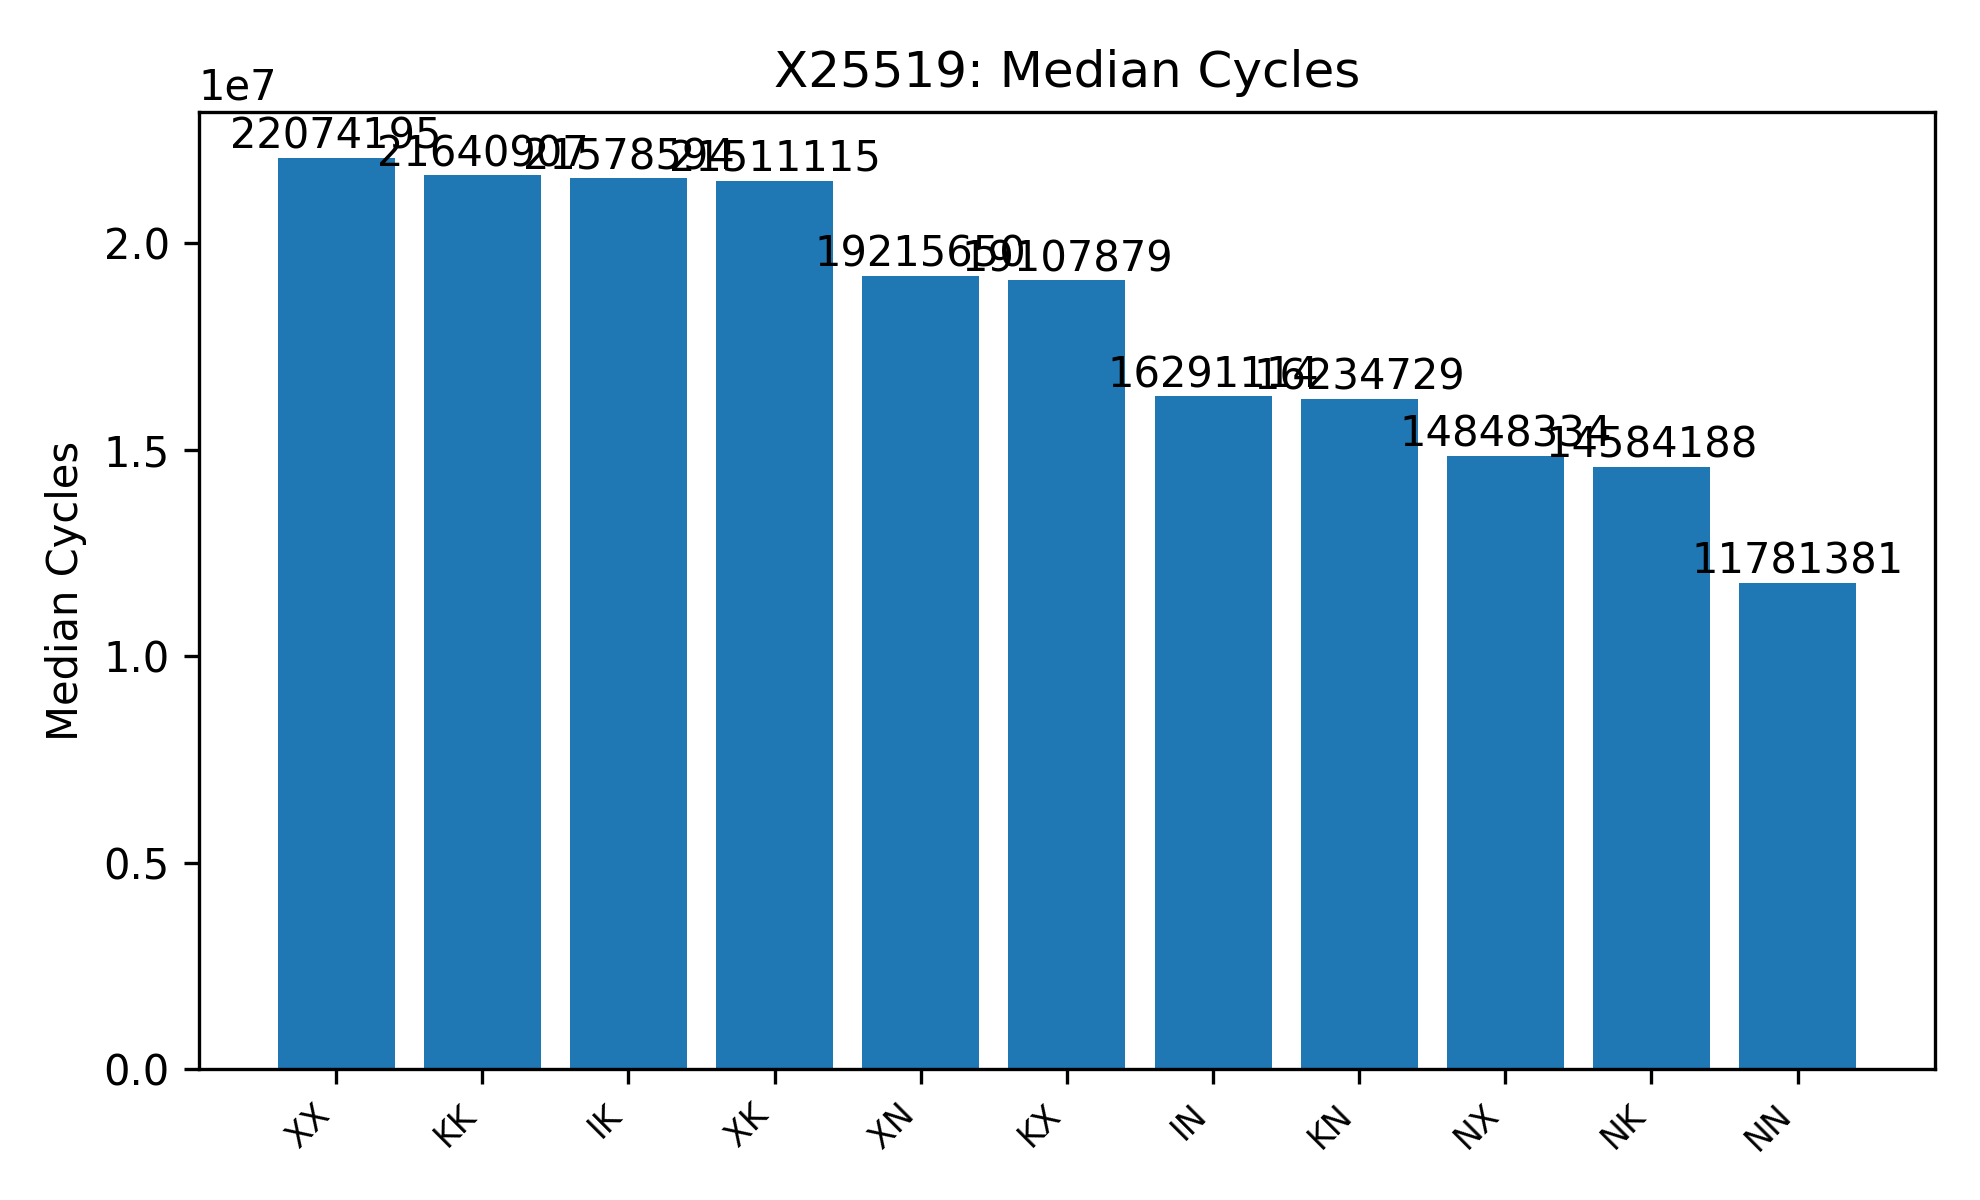 X25519: Median Cycles
1e7
22074195
21640907
21578594
21511115
19215650
19107879
16291114
16234729
14848334
14584188
11781381
2.0
1.5
1.0
0.5
0.0
Median Cycles
XX
KK
IK
XK
XN
KX
IN
KN
NX
NK
NN